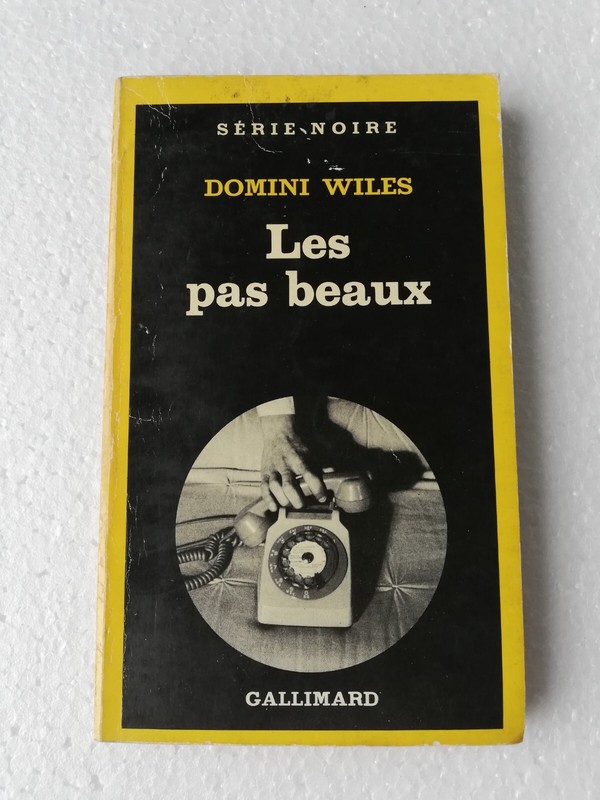 SÉRIE NOIRE
DOMINI WILES
Les
pas beaux
GALLIMARD